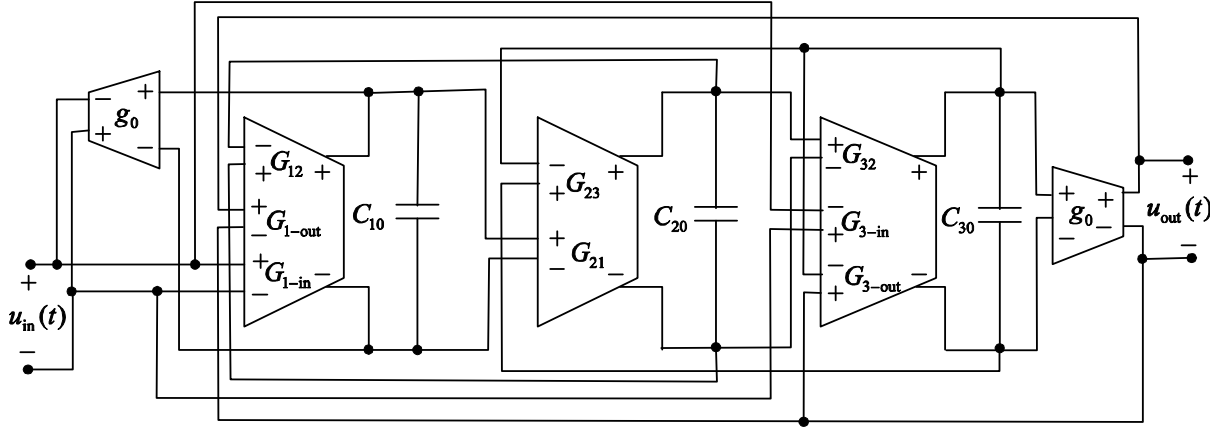 − + g₀ +
−
− G₁₂ + +
+ G₁₋out −
+ G₁₋in − −
C₁₀
− G₂₃ + +
+ G₂₁ − −
C₂₀
+ G₃₂ − +
− G₃₋in +
− G₃₋out + −
C₃₀
+ g₀ + − −
+ uout(t) −
+ uin(t) −